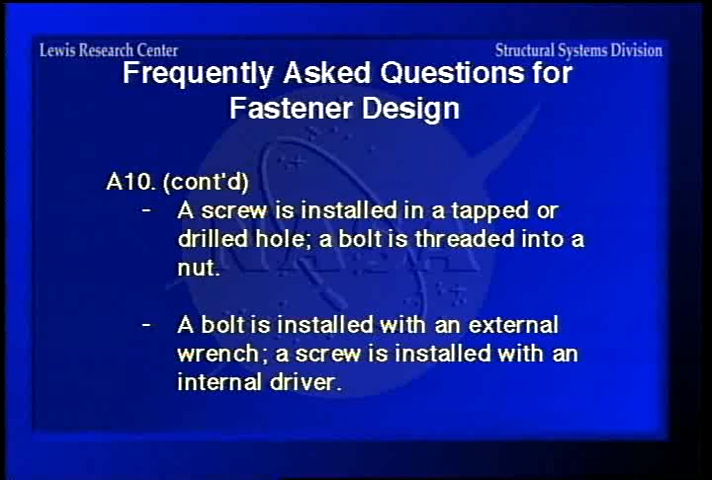 Lewis Research Center
Structural Systems Division
Frequently Asked Questions for
Fastener Design
A10. (cont'd)
- A screw is installed in a tapped or
drilled hole; a bolt is threaded into a
nut.
- A bolt is installed with an external
wrench; a screw is installed with an
internal driver.